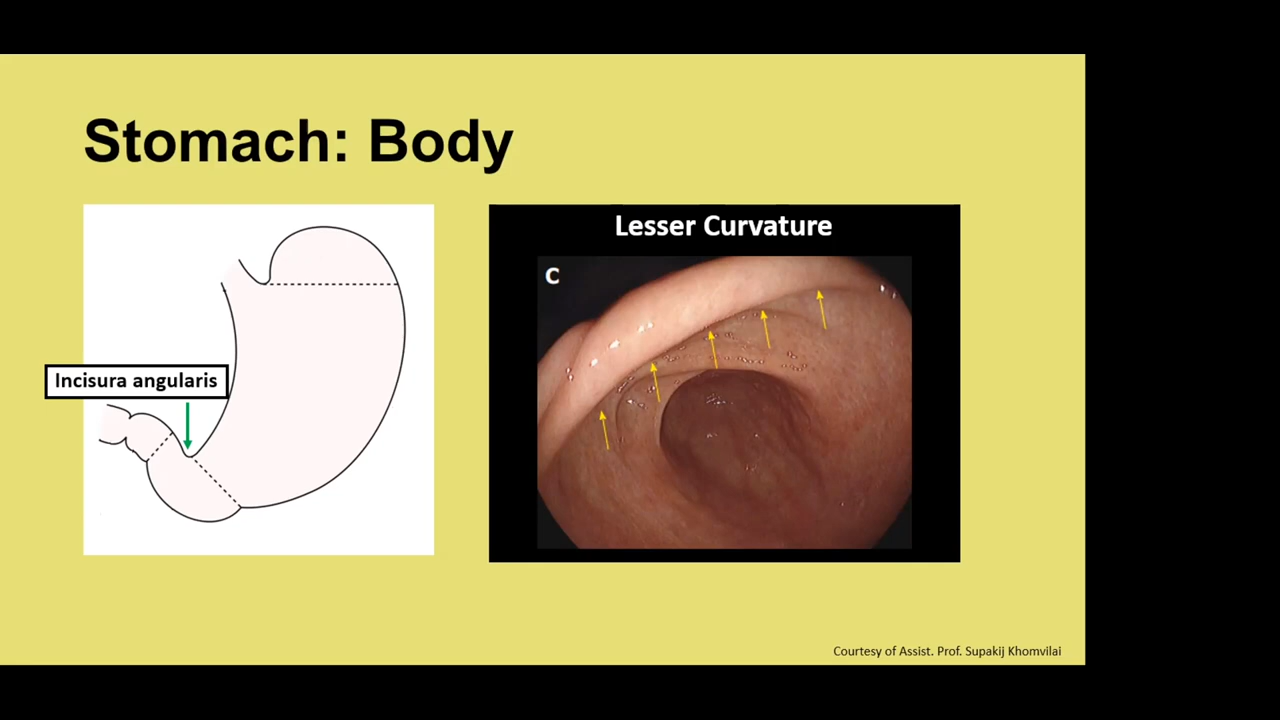 Stomach: Body
Incisura angularis
Lesser Curvature
C
Courtesy of Assist. Prof. Supakij Khomvilai